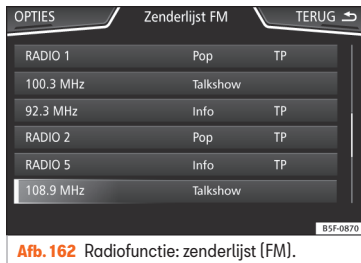 OPTIES Zenderlijst FM TERUG
RADIO 1 Pop TP
100.3 MHz Talkshow
92.3 MHz Info TP
RADIO 2 Pop TP
RADIO 5 Info TP
108.9 MHz Talkshow
B5F-0870
Afb. 162 Radiofunctie: zenderlijst (FM).